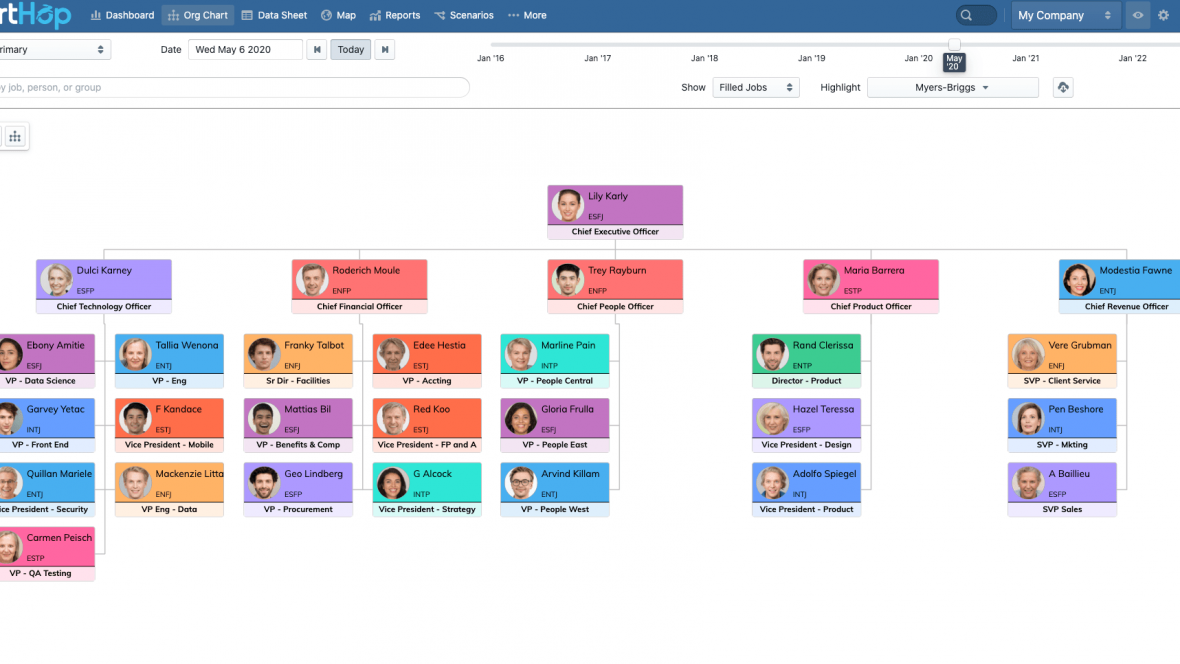 rtHop Dashboard Org Chart Data Sheet Map Reports Scenarios More My Company
rimary Date Wed May 6 2020 Today
Jan '16 Jan '17 Jan '18 Jan '19 Jan '20 May '20 Jan '21 Jan '22
y job, person, or group Show Filled Jobs Highlight Myers-Briggs
Lily Karly
ESFJ
Chief Executive Officer
Dulci Karney
ESFP
Chief Technology Officer
Roderich Moule
ENFP
Chief Financial Officer
Trey Rayburn
ENFP
Chief People Officer
Maria Barrera
ESTP
Chief Product Officer
Modestia Fawne
ENTJ
Chief Revenue Officer
Ebony Amitie
ESFJ
VP - Data Science
Tallia Wenona
ENTJ
VP - Eng
Franky Talbot
ENFJ
Sr Dir - Facilities
Edee Hestia
ESTJ
VP - Accting
Marline Pain
INTP
VP - People Central
Rand Clerissa
ENTP
Director - Product
Vere Grubman
ENFJ
SVP - Client Service
Garvey Yetac
INTJ
VP - Front End
F Kandace
ESTJ
Vice President - Mobile
Mattias Bil
ESFJ
VP - Benefits & Comp
Red Koo
ESTJ
Vice President - FP and A
Gloria Frulla
ESFJ
VP - People East
Hazel Teressa
ESFP
Vice President - Design
Pen Beshore
INTJ
SVP - Mkting
Quillan Mariele
ENTJ
ice President - Security
Mackenzie Litta
ENFJ
VP Eng - Data
Geo Lindberg
ESFP
VP - Procurement
G Alcock
INTP
Vice President - Strategy
Arvind Killam
ENTJ
VP - People West
Adolfo Spiegel
INTJ
Vice President - Product
A Baillieu
ESFP
SVP Sales
Carmen Peisch
ESTP
VP - QA Testing